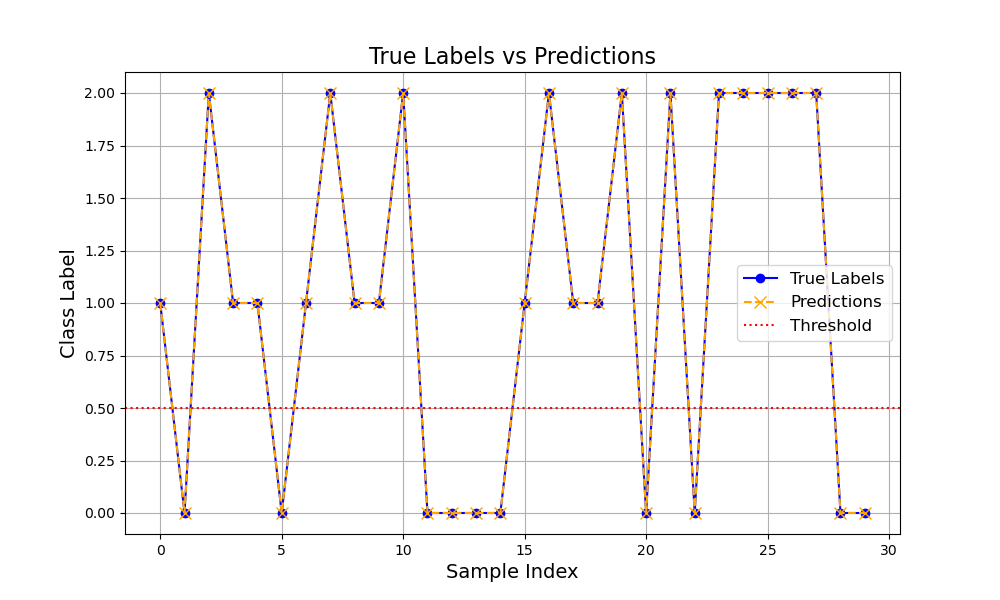 True Labels vs Predictions
Class Label
2.00
1.75
1.50
1.25
1.00
0.75
0.50
0.25
0.00
True Labels
Predictions
Threshold
0 5 10 15 20 25 30
Sample Index